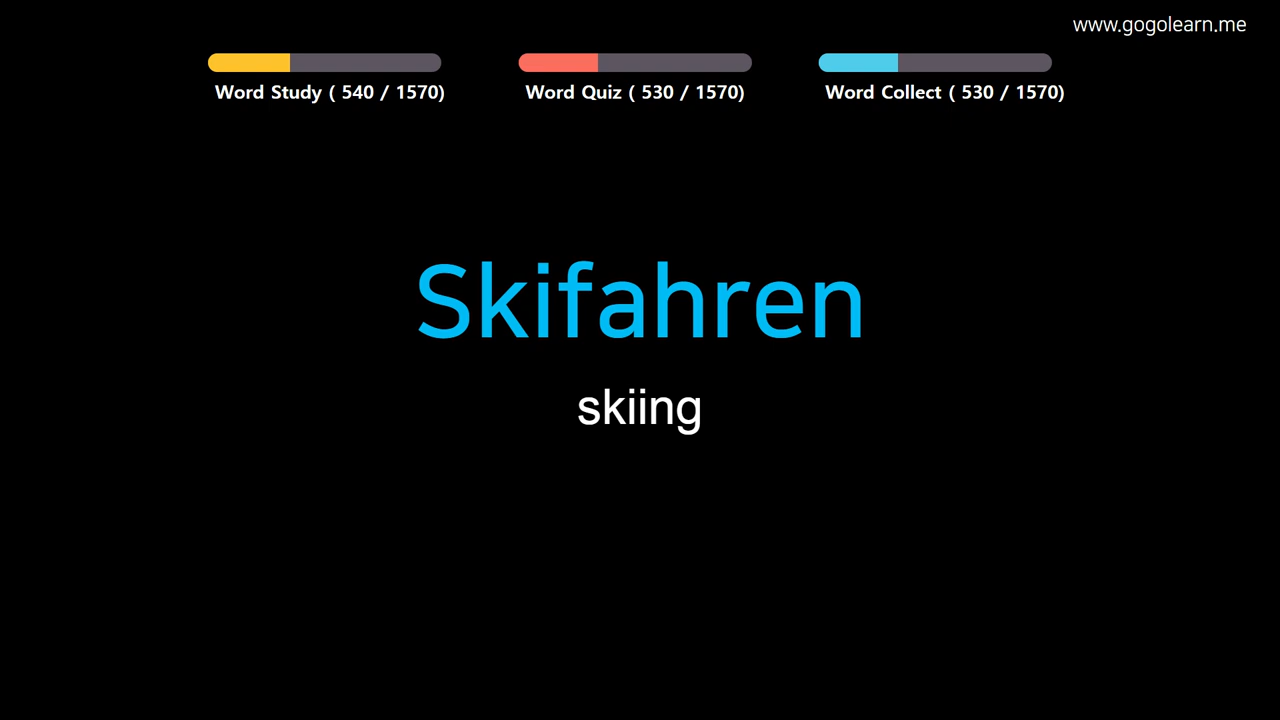 www.gogolearn.me
Word Study ( 540 / 1570)
Word Quiz ( 530 / 1570)
Word Collect ( 530 / 1570)
Skifahren
skiing